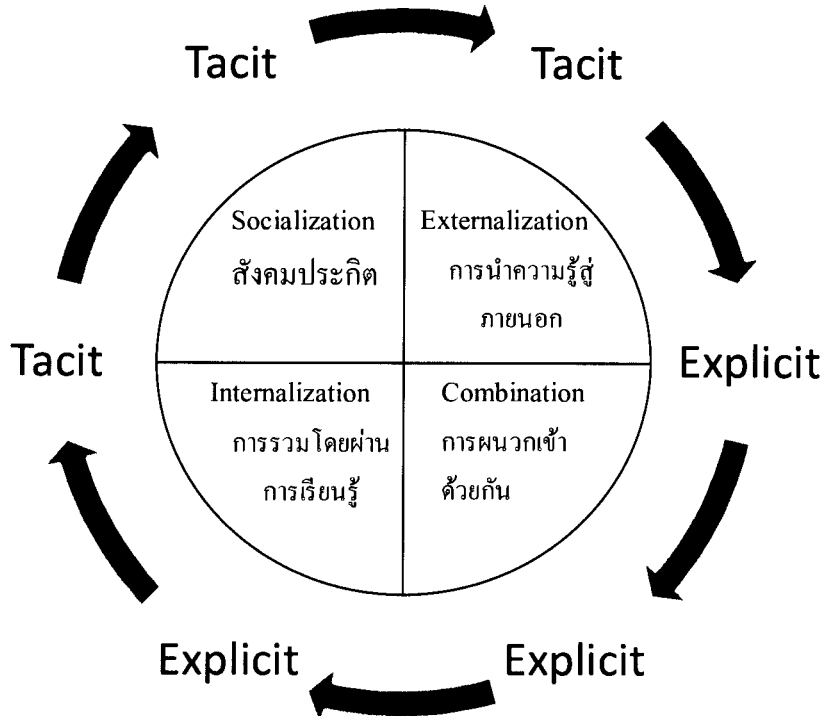 Tacit
Tacit
Socialization
สังคมประกิต
Externalization
การนำความรู้สู่
ภายนอก
Tacit
Explicit
Internalization
การรวมโดยผ่าน
การเรียนรู้
Combination
การผนวกเข้า
ด้วยกัน
Explicit
Explicit